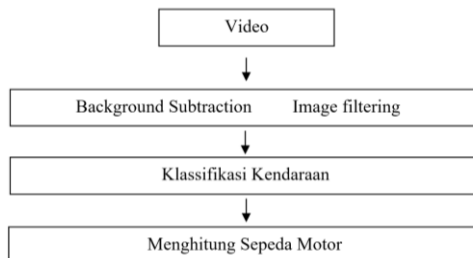 Video
Background Subtraction Image filtering
Klassifikasi Kendaraan
Menghitung Sepeda Motor